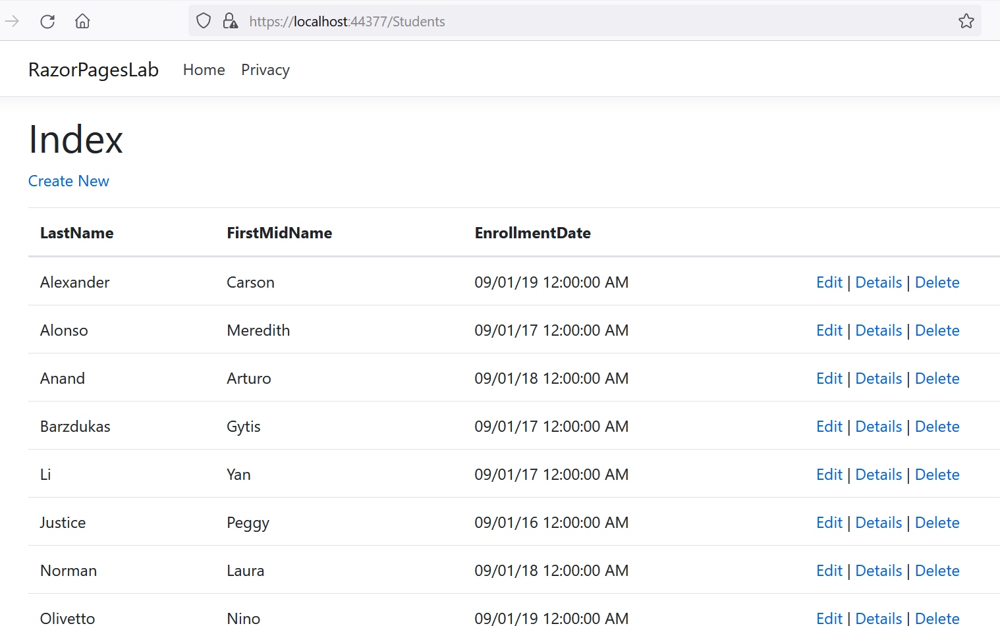 https://localhost:44377/Students
RazorPagesLab Home Privacy
Index
Create New
LastName FirstMidName EnrollmentDate
Alexander Carson 09/01/19 12:00:00 AM Edit | Details | Delete
Alonso Meredith 09/01/17 12:00:00 AM Edit | Details | Delete
Anand Arturo 09/01/18 12:00:00 AM Edit | Details | Delete
Barzdukas Gytis 09/01/17 12:00:00 AM Edit | Details | Delete
Li Yan 09/01/17 12:00:00 AM Edit | Details | Delete
Justice Peggy 09/01/16 12:00:00 AM Edit | Details | Delete
Norman Laura 09/01/18 12:00:00 AM Edit | Details | Delete
Olivetto Nino 09/01/19 12:00:00 AM Edit | Details | Delete